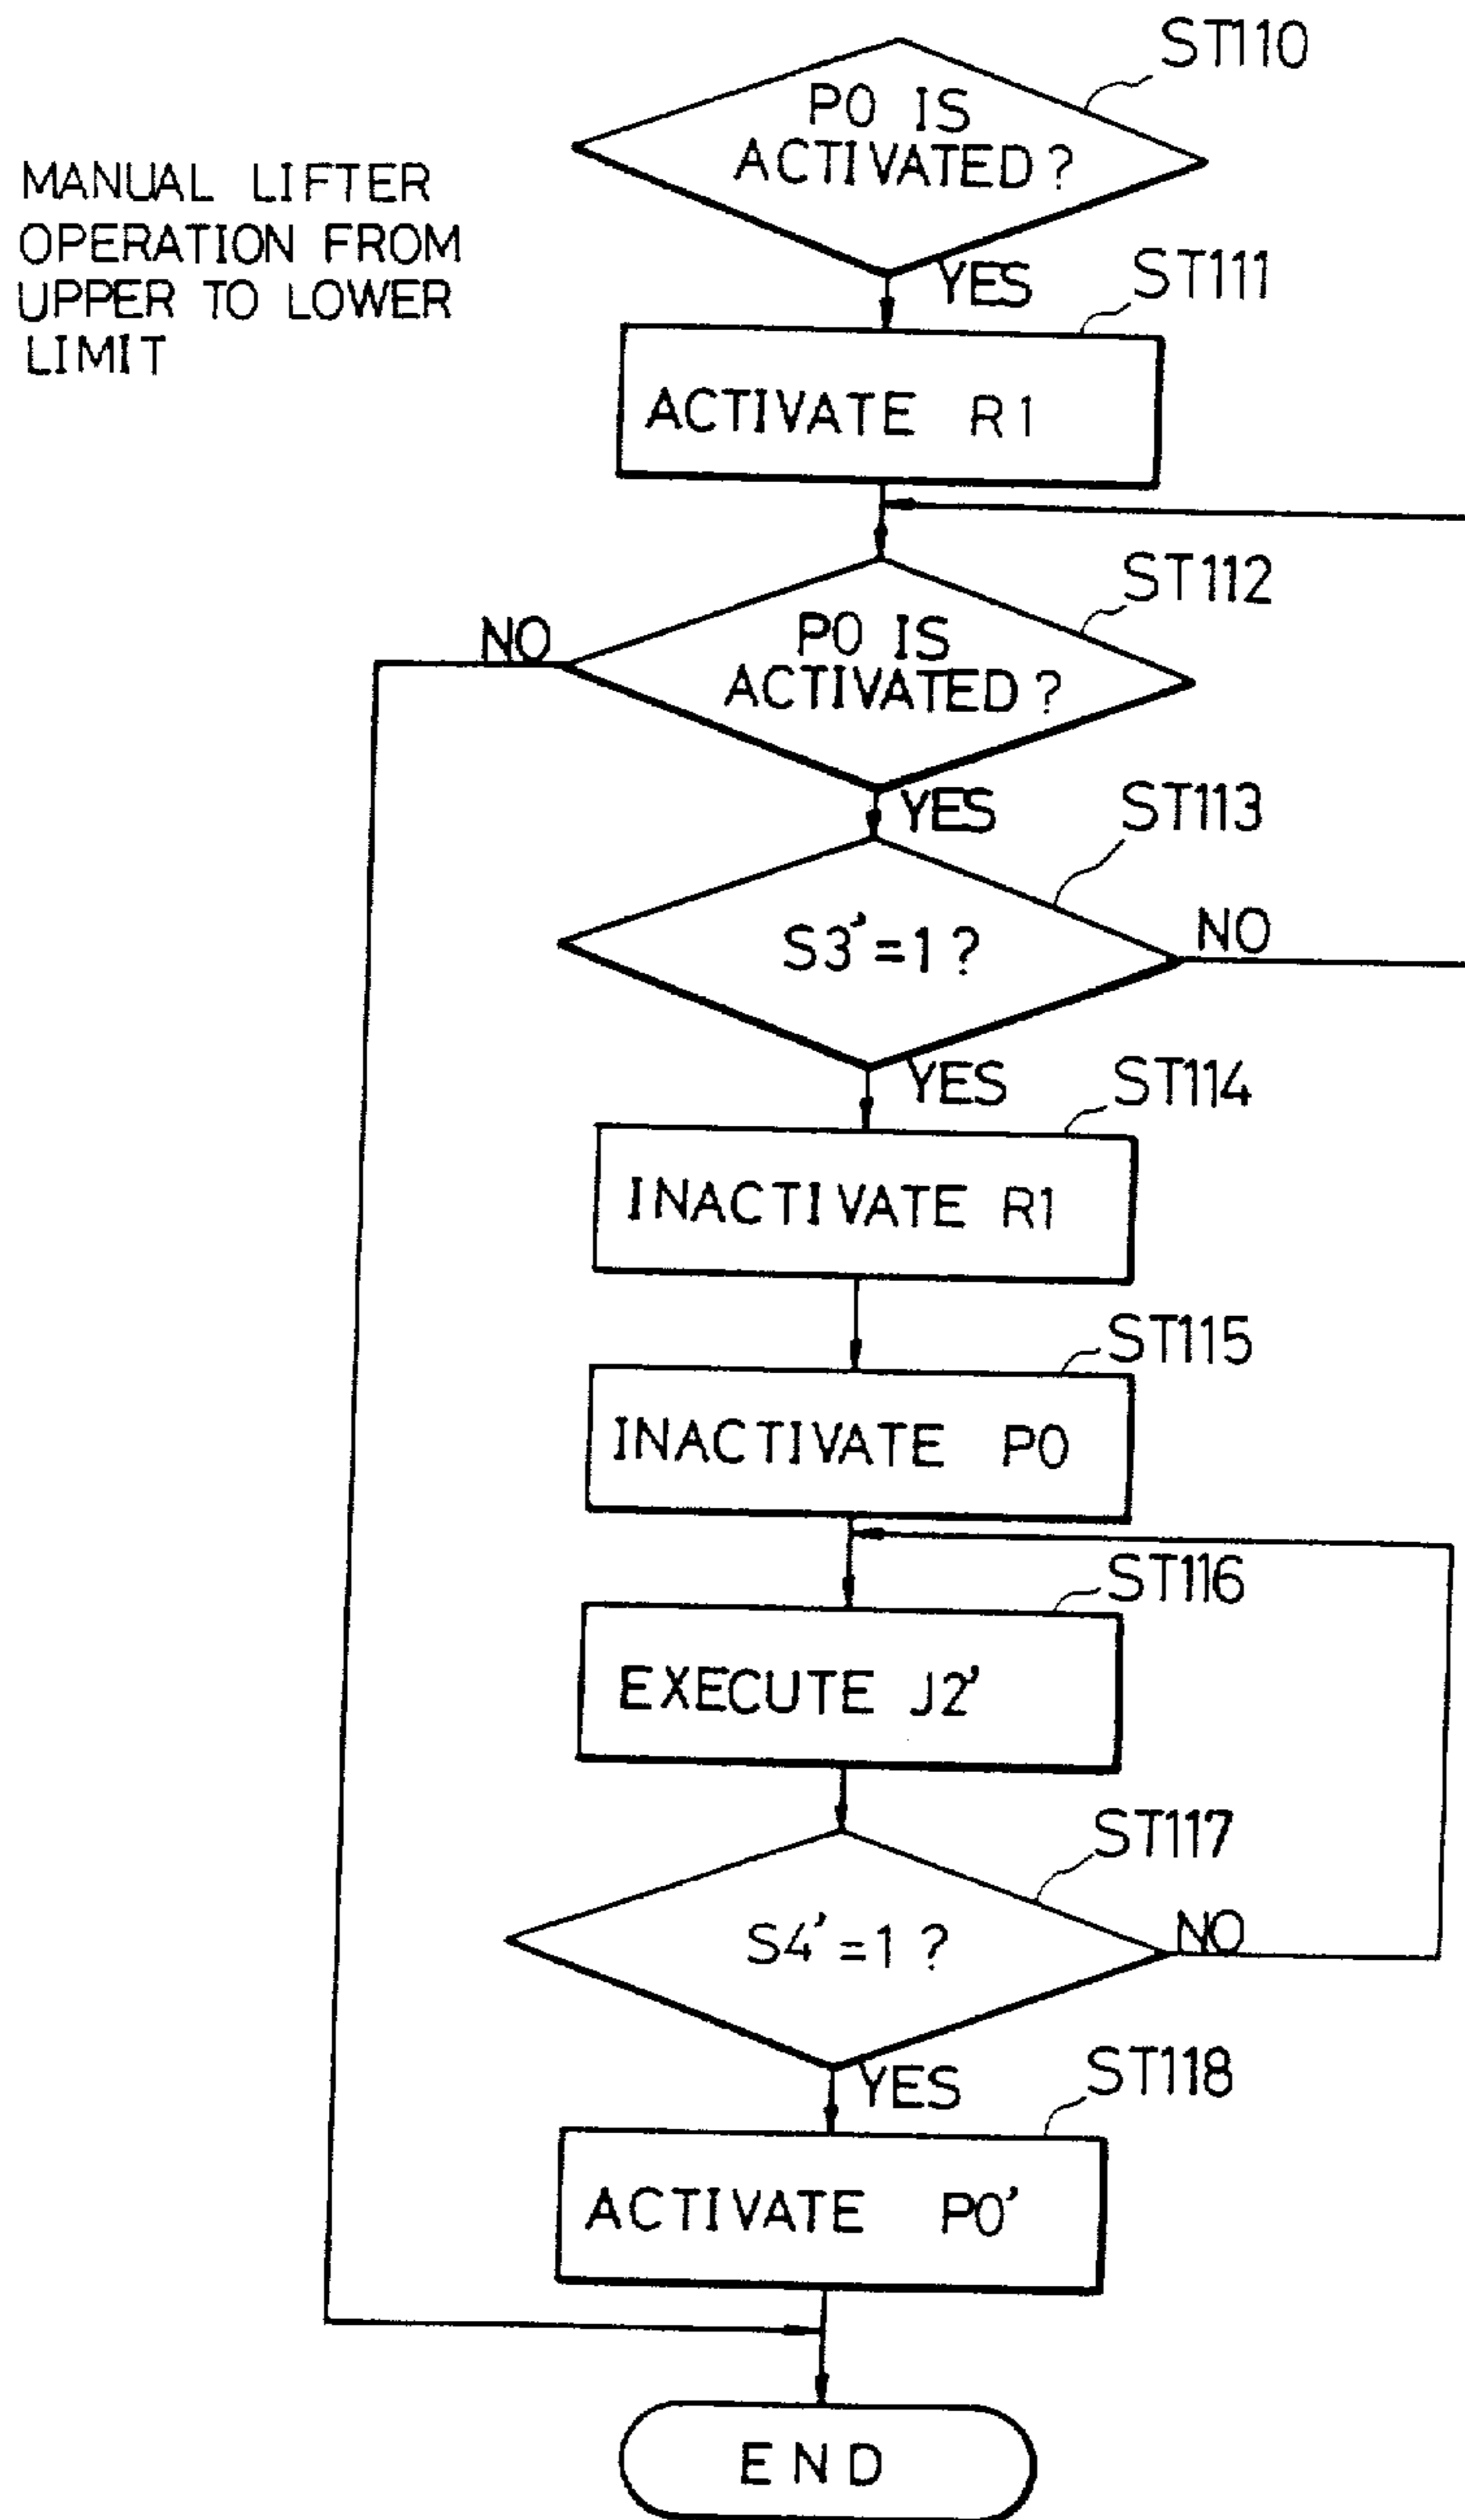 ST110
P0 IS
ACTIVATED?
MANUAL LIFTER
OPERATION FROM
UPPER TO LOWER
LIMIT
YES
ST111
ACTIVATE R1
ST112
NO
P0 IS
ACTIVATED?
YES
ST113
S3'=1?
NO
YES
ST114
INACTIVATE R1
ST115
INACTIVATE P0
ST116
EXECUTE J2'
ST117
S4'=1?
NO
YES
ST118
ACTIVATE P0'
END